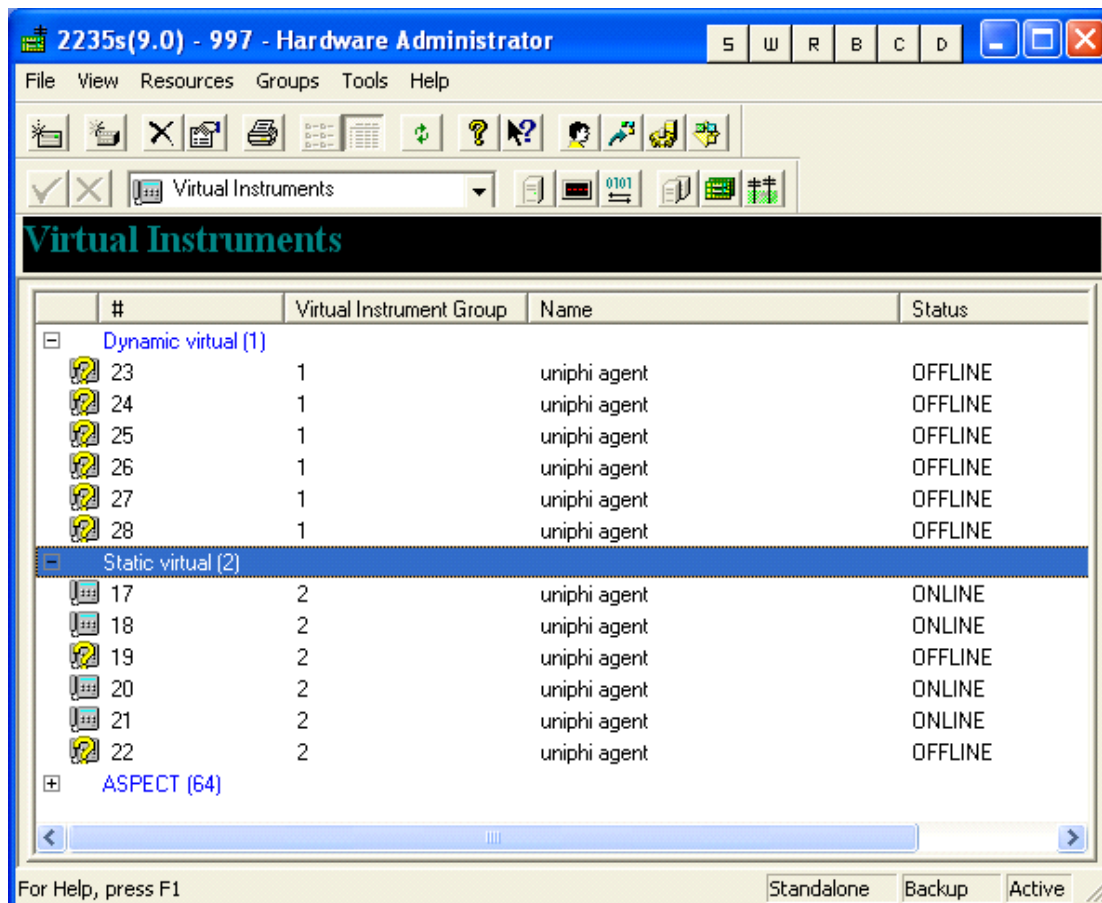 2235s(9.0) - 997 - Hardware Administrator S W R B C D
File View Resources Groups Tools Help
Virtual Instruments 0101
Virtual Instruments
# Virtual Instrument Group Name Status
Dynamic virtual (1)
23 1 uniphi agent OFFLINE
24 1 uniphi agent OFFLINE
25 1 uniphi agent OFFLINE
26 1 uniphi agent OFFLINE
27 1 uniphi agent OFFLINE
28 1 uniphi agent OFFLINE
Static virtual (2)
17 2 uniphi agent ONLINE
18 2 uniphi agent ONLINE
19 2 uniphi agent OFFLINE
20 2 uniphi agent ONLINE
21 2 uniphi agent ONLINE
22 2 uniphi agent OFFLINE
ASPECT (64)
For Help, press F1 Standalone Backup Active